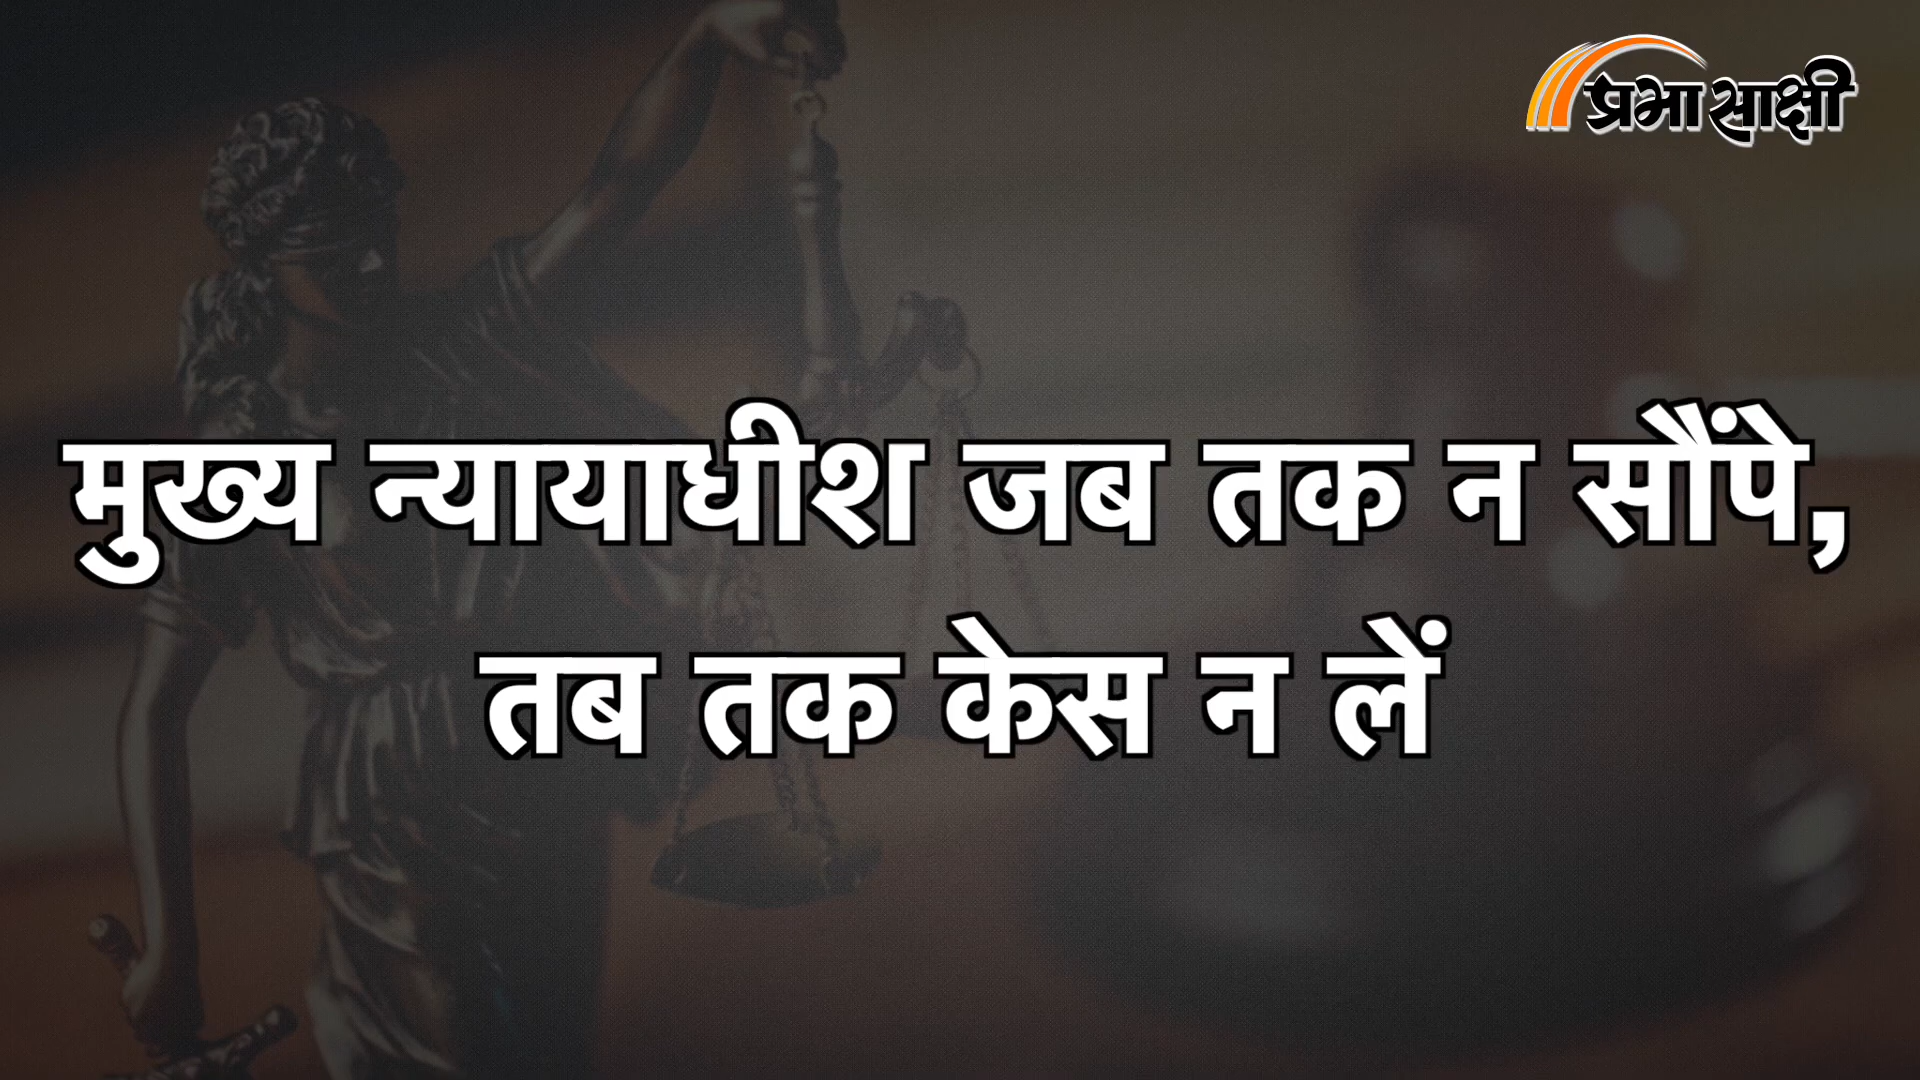 प्रभासाक्षी
मुख्य न्यायाधीश जब तक न सौंपे,
तब तक केस न लें